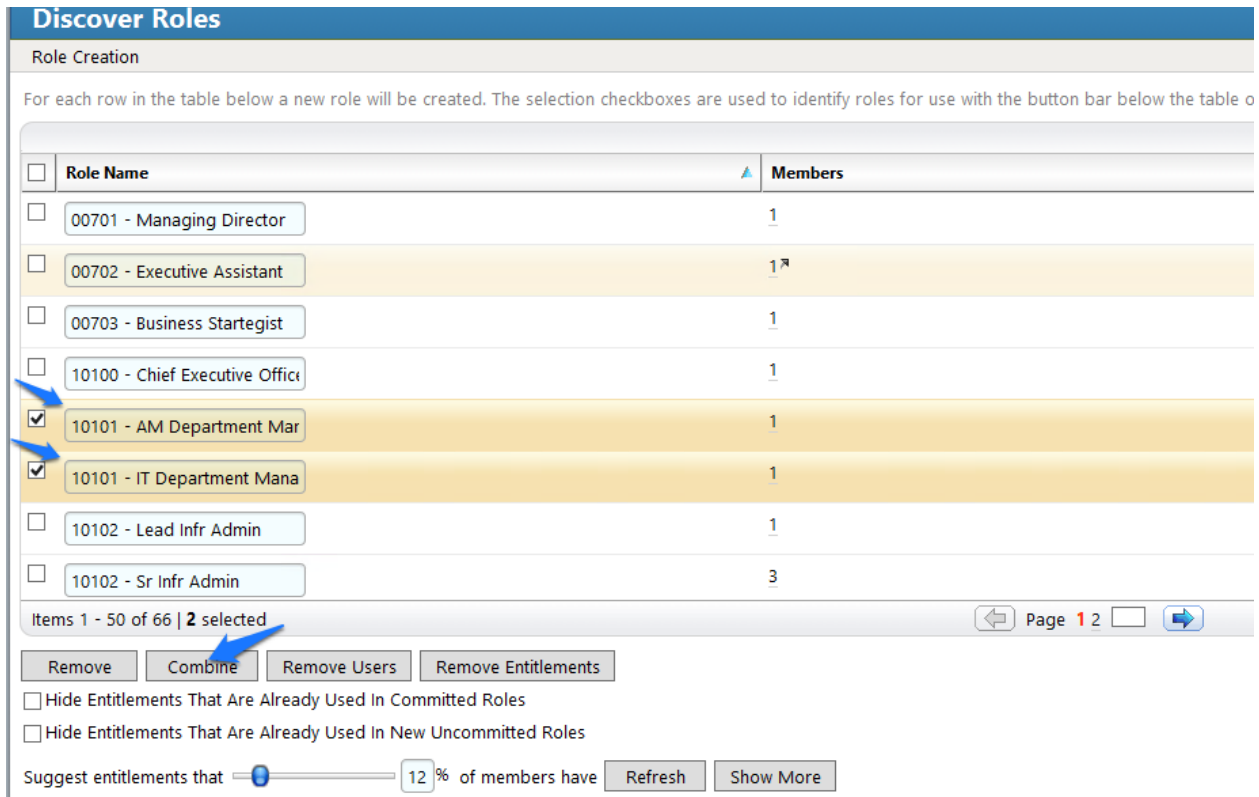 Discover Roles
Role Creation
For each row in the table below a new role will be created. The selection checkboxes are used to identify roles for use with the button bar below the table o
Role Name Members
00701 - Managing Director 1
00702 - Executive Assistant 1
00703 - Business Startegist 1
10100 - Chief Executive Office 1
10101 - AM Department Mar 1
10101 - IT Department Mana 1
10102 - Lead Infr Admin 1
10102 - Sr Infr Admin 3
Items 1 - 50 of 66 | 2 selected Page 1 2
Remove Combine Remove Users Remove Entitlements
Hide Entitlements That Are Already Used In Committed Roles
Hide Entitlements That Are Already Used In New Uncommitted Roles
Suggest entitlements that 12 % of members have Refresh Show More